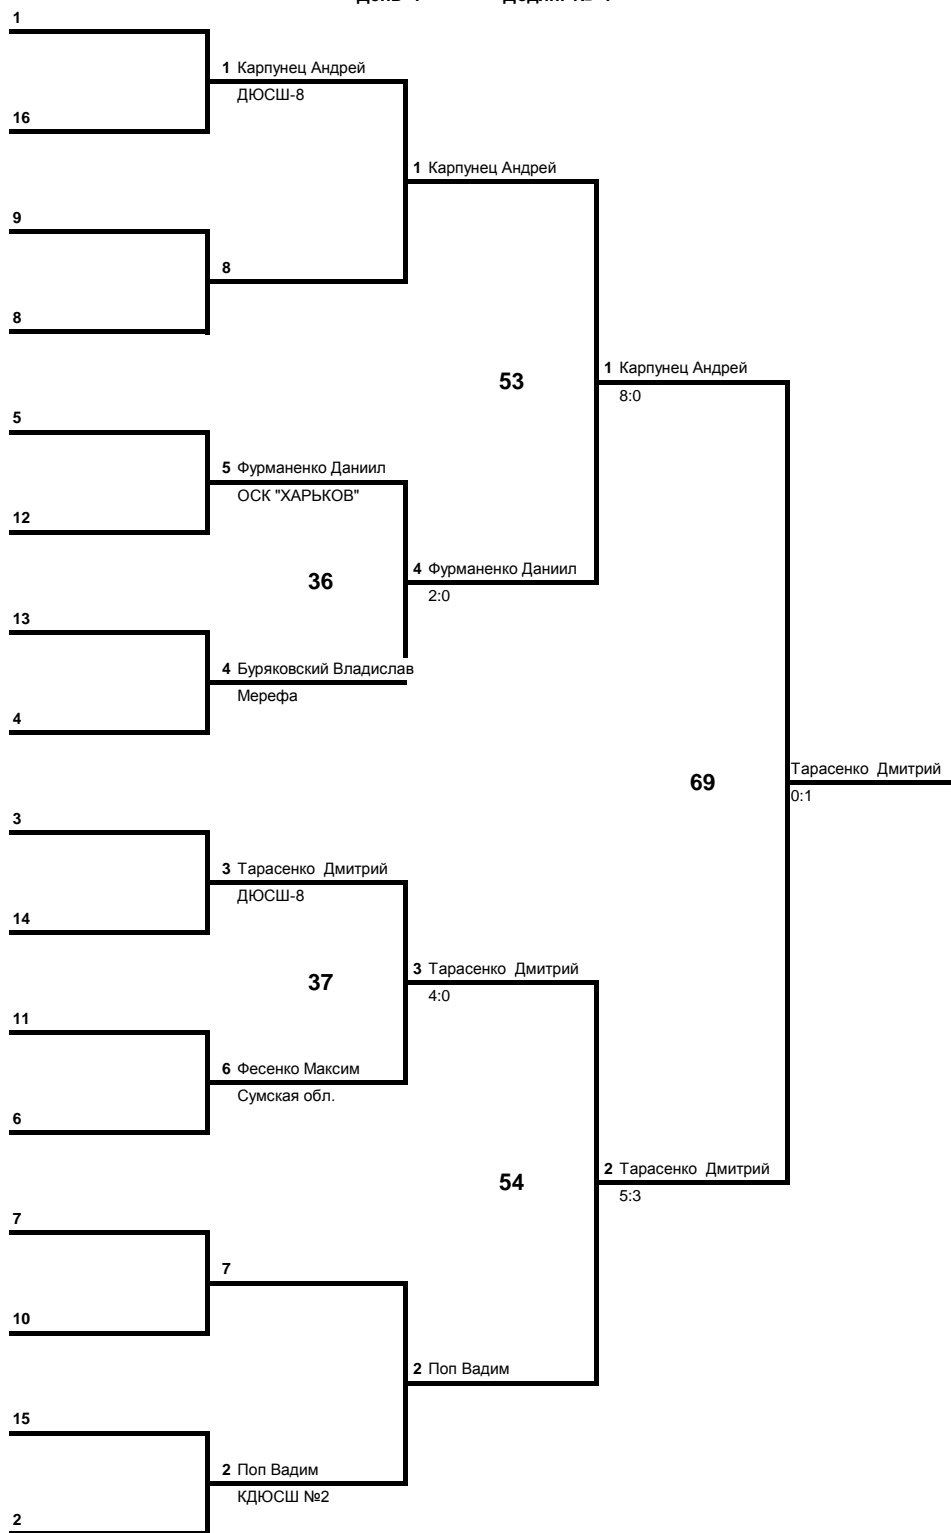 1
1 Карпунец Андрей
ДЮСШ-8
16
1 Карпунец Андрей
9
8
8
53
1 Карпунец Андрей
8:0
5
5 Фурманенко Даниил
ОСК "ХАРЬКОВ"
12
36
4 Фурманенко Даниил
2:0
13
4 Буряковский Владислав
Мерефа
4
69
Тарасенко Дмитрий
0:1
3
3 Тарасенко Дмитрий
ДЮСШ-8
14
37
3 Тарасенко Дмитрий
4:0
11
6 Фесенко Максим
Сумская обл.
6
54
2 Тарасенко Дмитрий
5:3
7
7
10
2 Поп Вадим
15
2 Поп Вадим
КДЮСШ №2
2